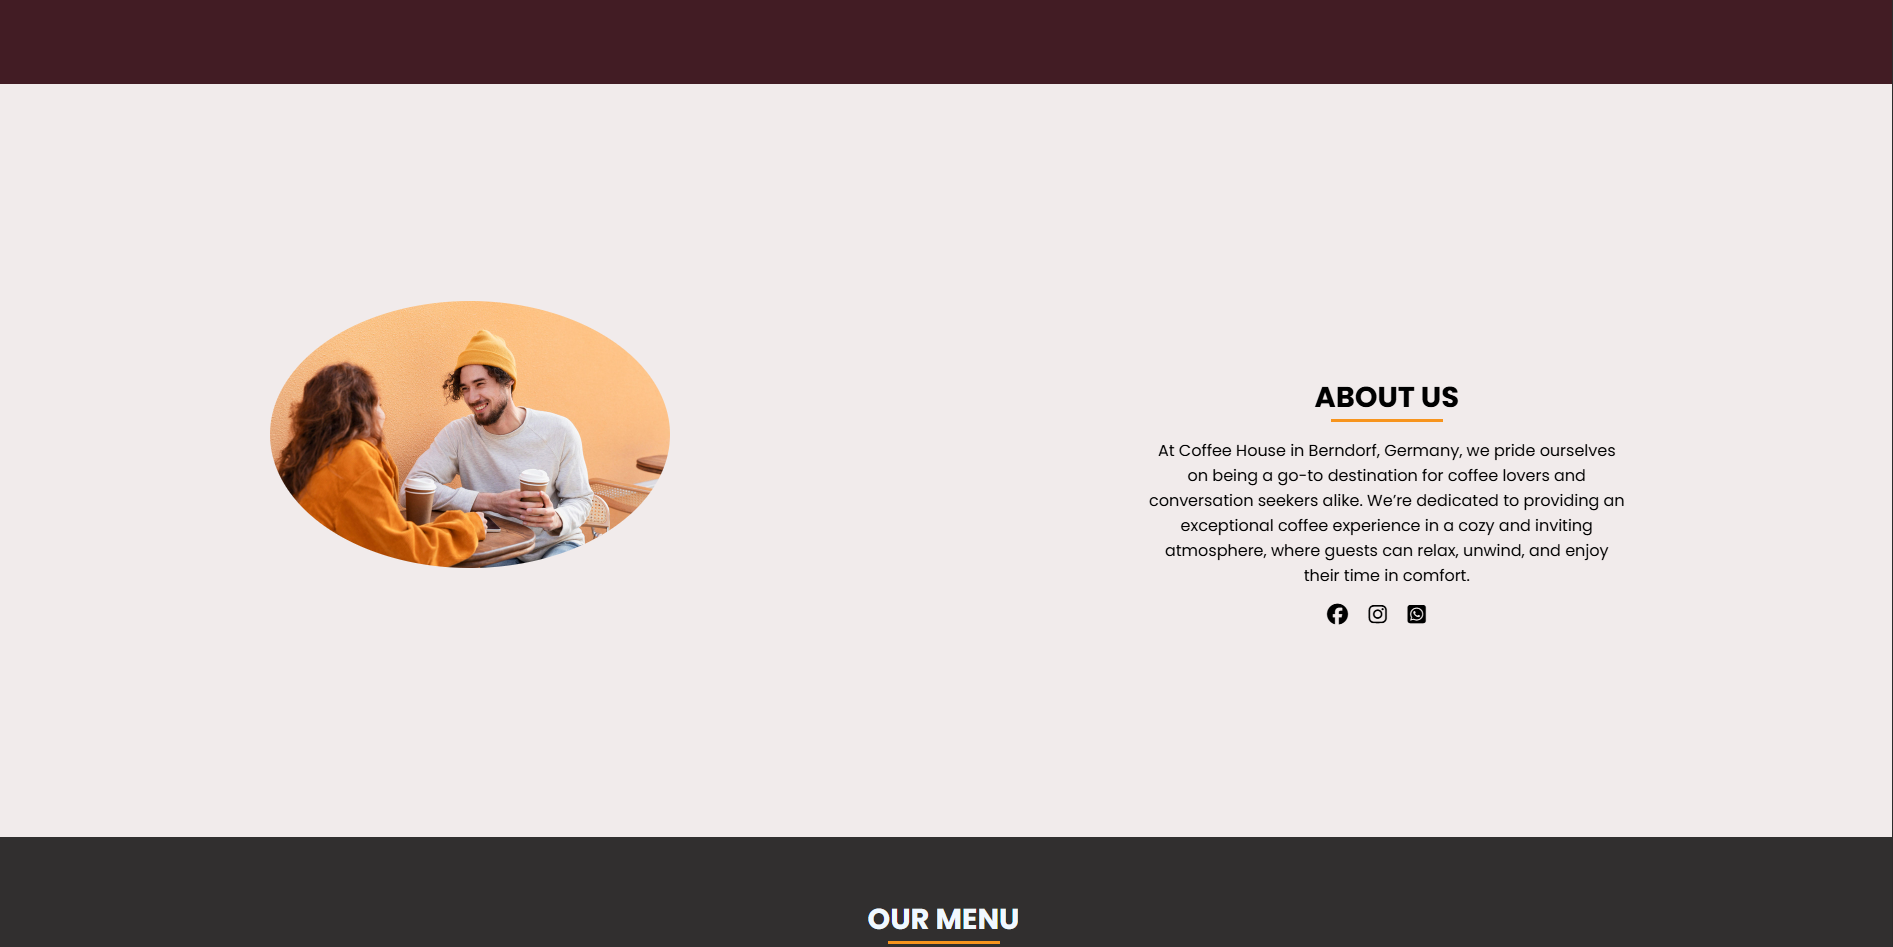 ABOUT US
At Coffee House in Berndorf, Germany, we pride ourselves
on being a go-to destination for coffee lovers and
conversation seekers alike. We’re dedicated to providing an
exceptional coffee experience in a cozy and inviting
atmosphere, where guests can relax, unwind, and enjoy
their time in comfort.
OUR MENU